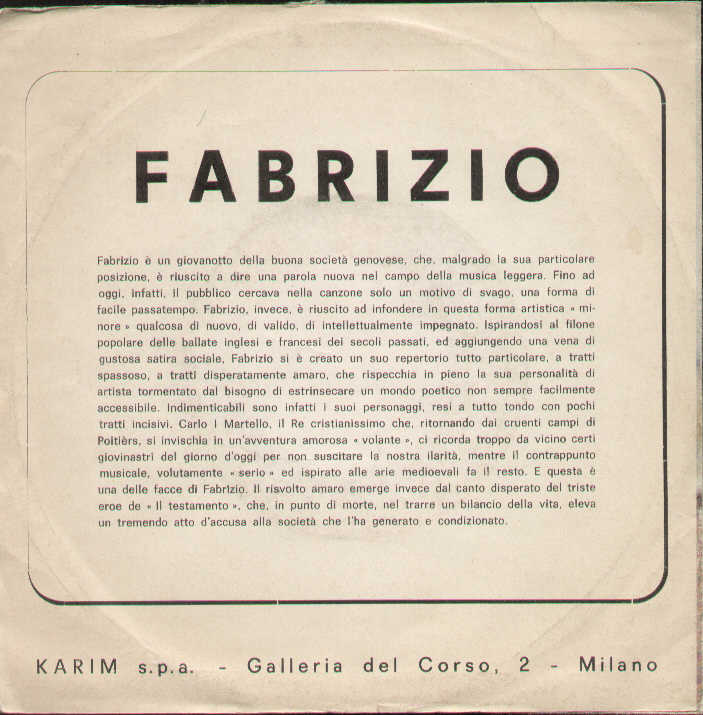 FABRIZIO
Fabrizio è un giovanotto della buona società genovese, che, malgrado la sua particolare
posizione, è riuscito a dire una parola nuova nel campo della musica leggera. Fino ad
oggi, infatti, il pubblico cercava nella canzone solo un motivo di svago, una forma di
facile passatempo. Fabrizio, invece, è riuscito ad infondere in questa forma artistica « mi-
nore » qualcosa di nuovo, di valido, di intellettualmente impegnato. Ispirandosi al filone
popolare delle ballate inglesi e francesi dei secoli passati, ed aggiungendo una vena di
gustosa satira sociale, Fabrizio si è creato un suo repertorio tutto particolare, a tratti
spassoso, a tratti disperatamente amaro, che rispecchia in pieno la sua personalità di
artista tormentato dal bisogno di estrinsecare un mondo poetico non sempre facilmente
accessibile. Indimenticabili sono infatti i suoi personaggi, resi a tutto tondo con pochi
tratti incisivi. Carlo I Martello, il Re cristianissimo che, ritornando dai cruenti campi di
Poitièrs, si invischia in un'avventura amorosa « volante », ci ricorda troppo da vicino certi
giovinastri del giorno d'oggi per non suscitare la nostra ilarità, mentre il contrappunto
musicale, volutamente « serio » ed ispirato alle arie medioevali fa il resto. E questa è
una delle facce di Fabrizio. Il risvolto amaro emerge invece dal canto disperato del triste
eroe de « Il testamento », che, in punto di morte, nel trarre un bilancio della vita, eleva
un tremendo atto d'accusa alla società che l'ha generato e condizionato.
KARIM s.p.a. - Galleria del Corso, 2 - Milano